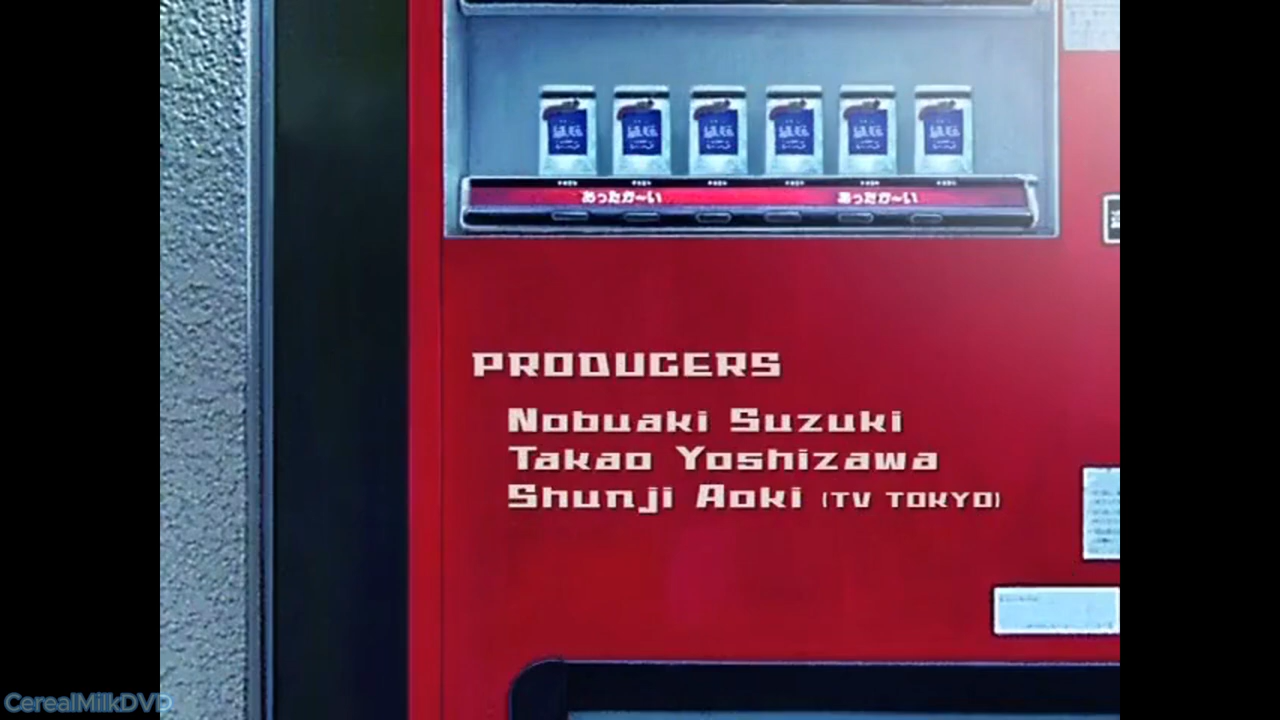 あったか〜い あったか〜い
PRODUCERS
Nobuaki Suzuki
Takao Yoshizawa
Shunji Aoki (TV TOKYO)
CerealMilkDVD